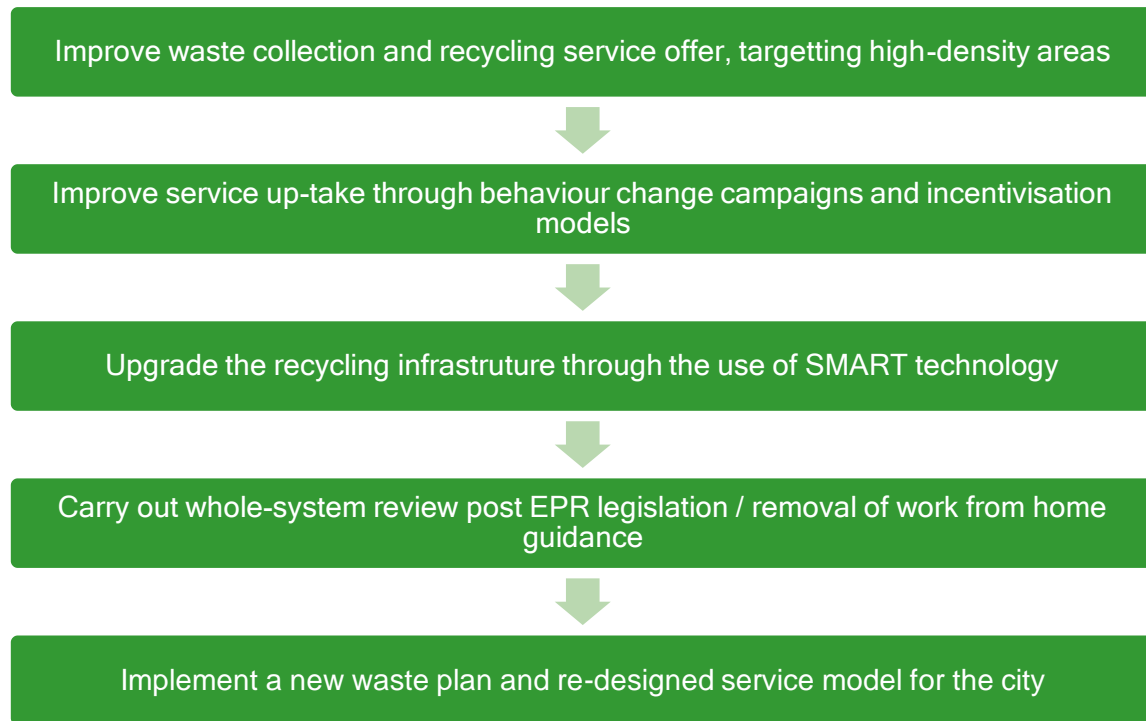 Improve waste collection and recycling service offer, targetting high-density areas
Improve service up-take through behaviour change campaigns and incentivisation
models
Upgrade the recycling infrastruture through the use of SMART technology
Carry out whole-system review post EPR legislation / removal of work from home
guidance
Implement a new waste plan and re-designed service model for the city